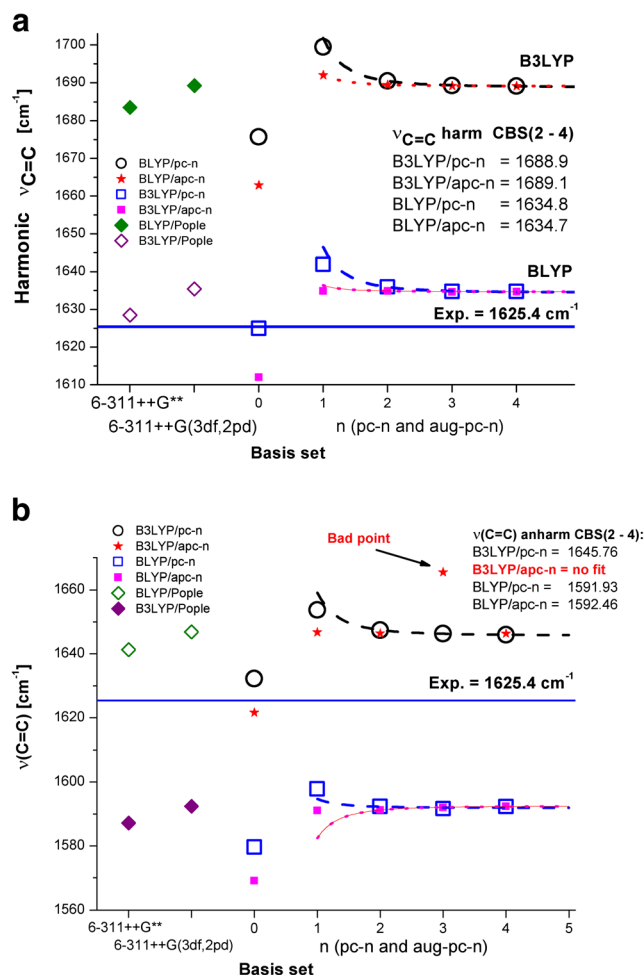 a
Harmonic ν C=C [cm-1]
1700
1690
1680
1670
1660
1650
1640
1630
1620
1610
B3LYP
νC=C harm CBS(2 - 4)
B3LYP/pc-n = 1688.9
B3LYP/apc-n = 1689.1
BLYP/pc-n = 1634.8
BLYP/apc-n = 1634.7
BLYP/pc-n
BLYP/apc-n
B3LYP/pc-n
B3LYP/apc-n
BLYP/Pople
B3LYP/Pople
BLYP
Exp. = 1625.4 cm-1
0 1 2 3 4
6-311++G**
6-311++G(3df,2pd)
n (pc-n and aug-pc-n)
Basis set
b
ν(C=C) [cm-1]
1660
1640
1620
1600
1580
1560
B3LYP/pc-n
B3LYP/apc-n
BLYP/pc-n
BLYP/apc-n
BLYP/Pople
B3LYP/Pople
Bad point
ν(C=C) anharm CBS(2 - 4):
B3LYP/pc-n = 1645.76
B3LYP/apc-n = no fit
BLYP/pc-n = 1591.93
BLYP/apc-n = 1592.46
Exp. = 1625.4 cm-1
0 1 2 3 4 5
6-311++G**
6-311++G(3df,2pd)
n (pc-n and aug-pc-n)
Basis set